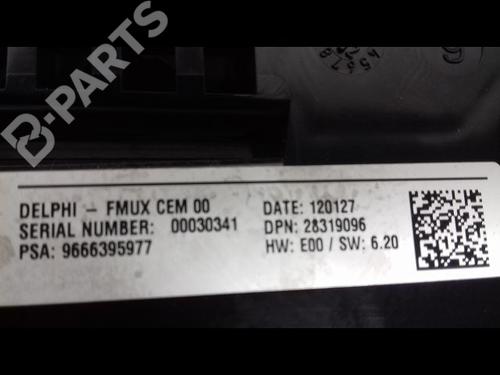 B-PARTS
DELPHI – FMUX CEM 00 DATE: 120127
SERIAL NUMBER: 00030341 DPN: 28319096
PSA: 9666395977 HW: E00 / SW: 6.20